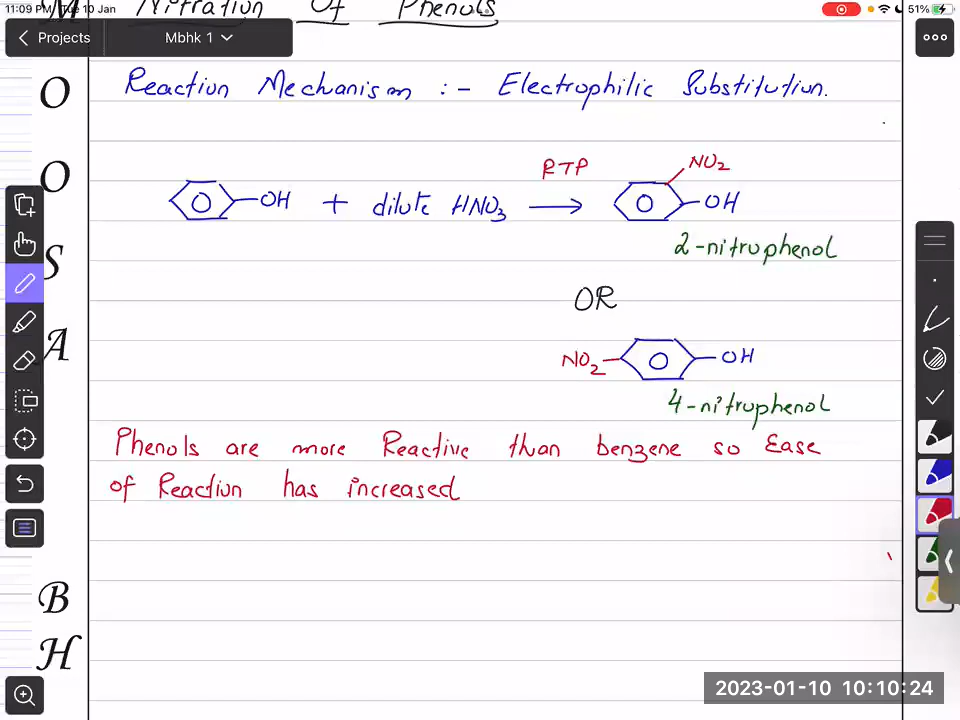 11:09 PM Tue 10 Jan
51%
Nitration Of Phenols
Projects
Mbhk 1
M
O
O
S
A
B
H
Reaction Mechanism :- Electrophilic Substitution.
RTP
NO2
OH + dilute HNO3 → OH
2-nitrophenol
OR
NO2 OH
4-nitrophenol
Phenols are more Reactive than benzene so Ease
of Reaction has increased
2023-01-10 10:10:24